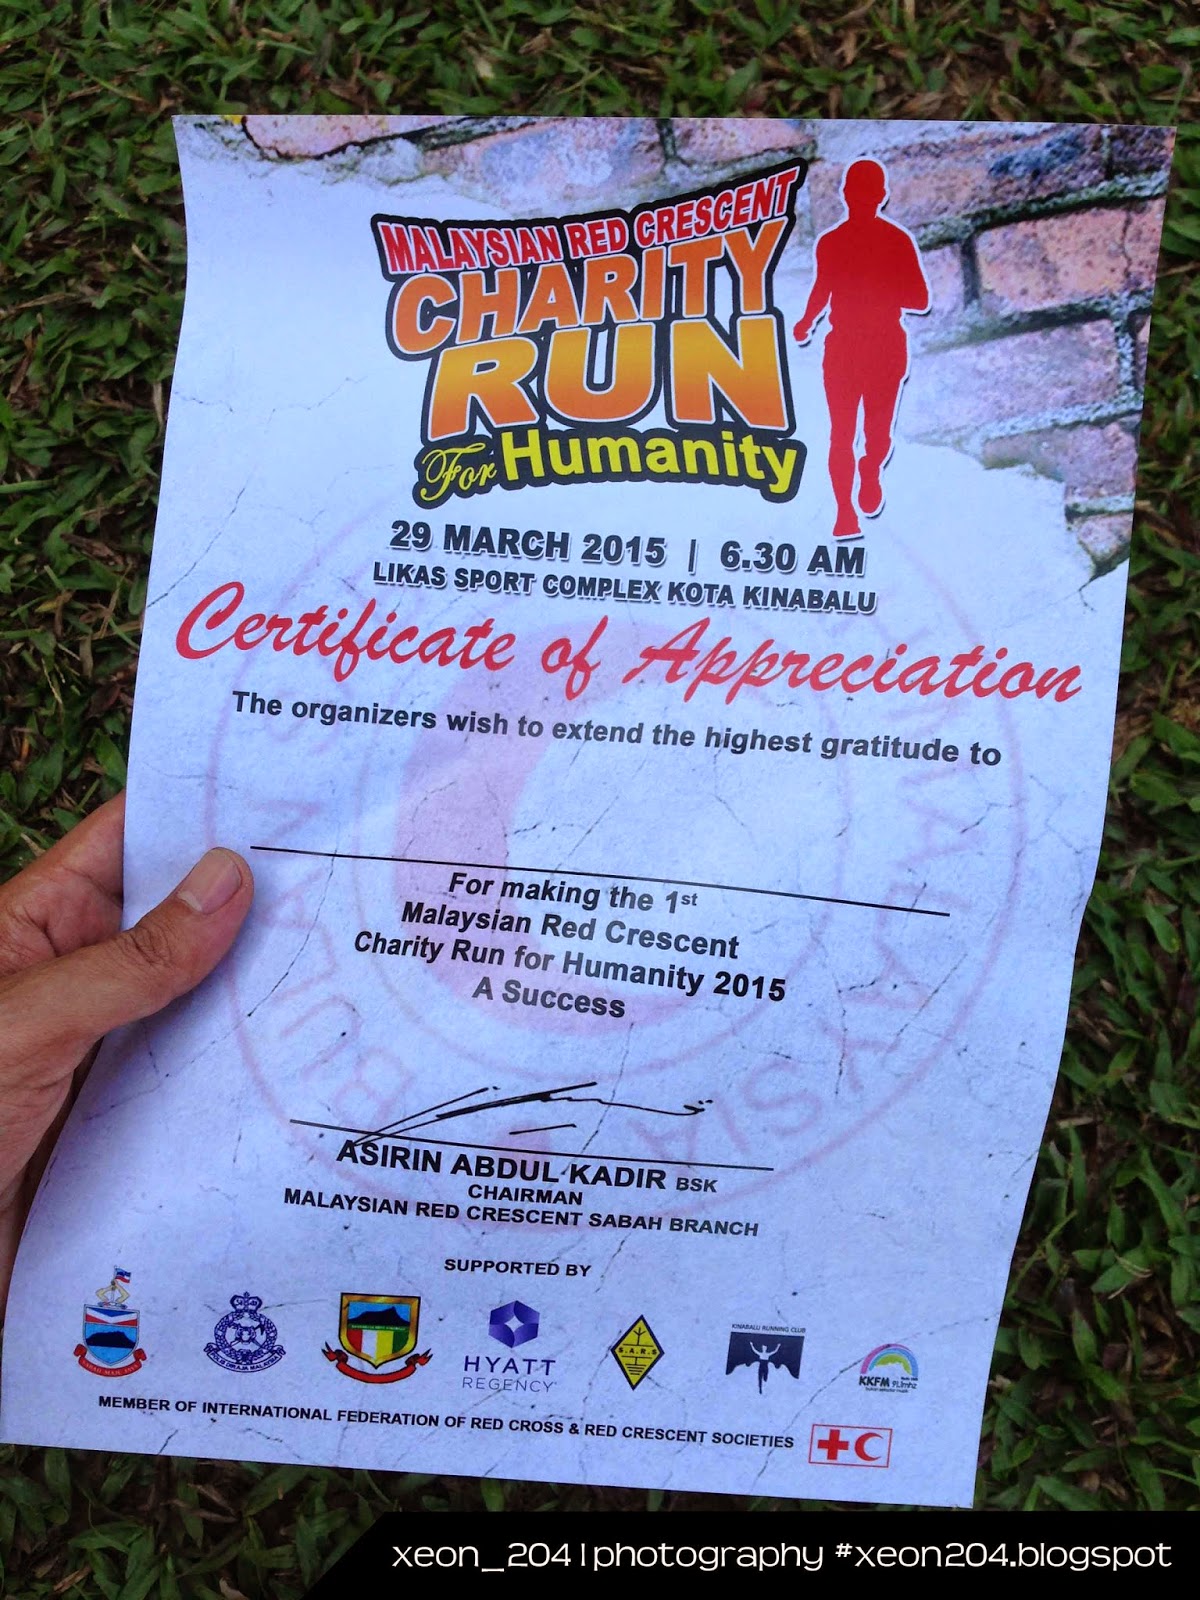 MALAYSIAN RED CRESCENT
CHARITY
RUN
For Humanity
29 MARCH 2015 | 6.30 AM
LIKAS SPORT COMPLEX KOTA KINABALU
Certificate of Appreciation
The organizers wish to extend the highest gratitude to
For making the 1st
Malaysian Red Crescent
Charity Run for Humanity 2015
A Success
ASIRIN ABDUL KADIR BSK
CHAIRMAN
MALAYSIAN RED CRESCENT SABAH BRANCH
SUPPORTED BY
HYATT
REGENCY
S.A.R.S
KINABALU RUNNING CLUB
KKFM
MEMBER OF INTERNATIONAL FEDERATION OF RED CROSS & RED CRESCENT SOCIETIES
xeon_204|photography #xeon204.blogspot